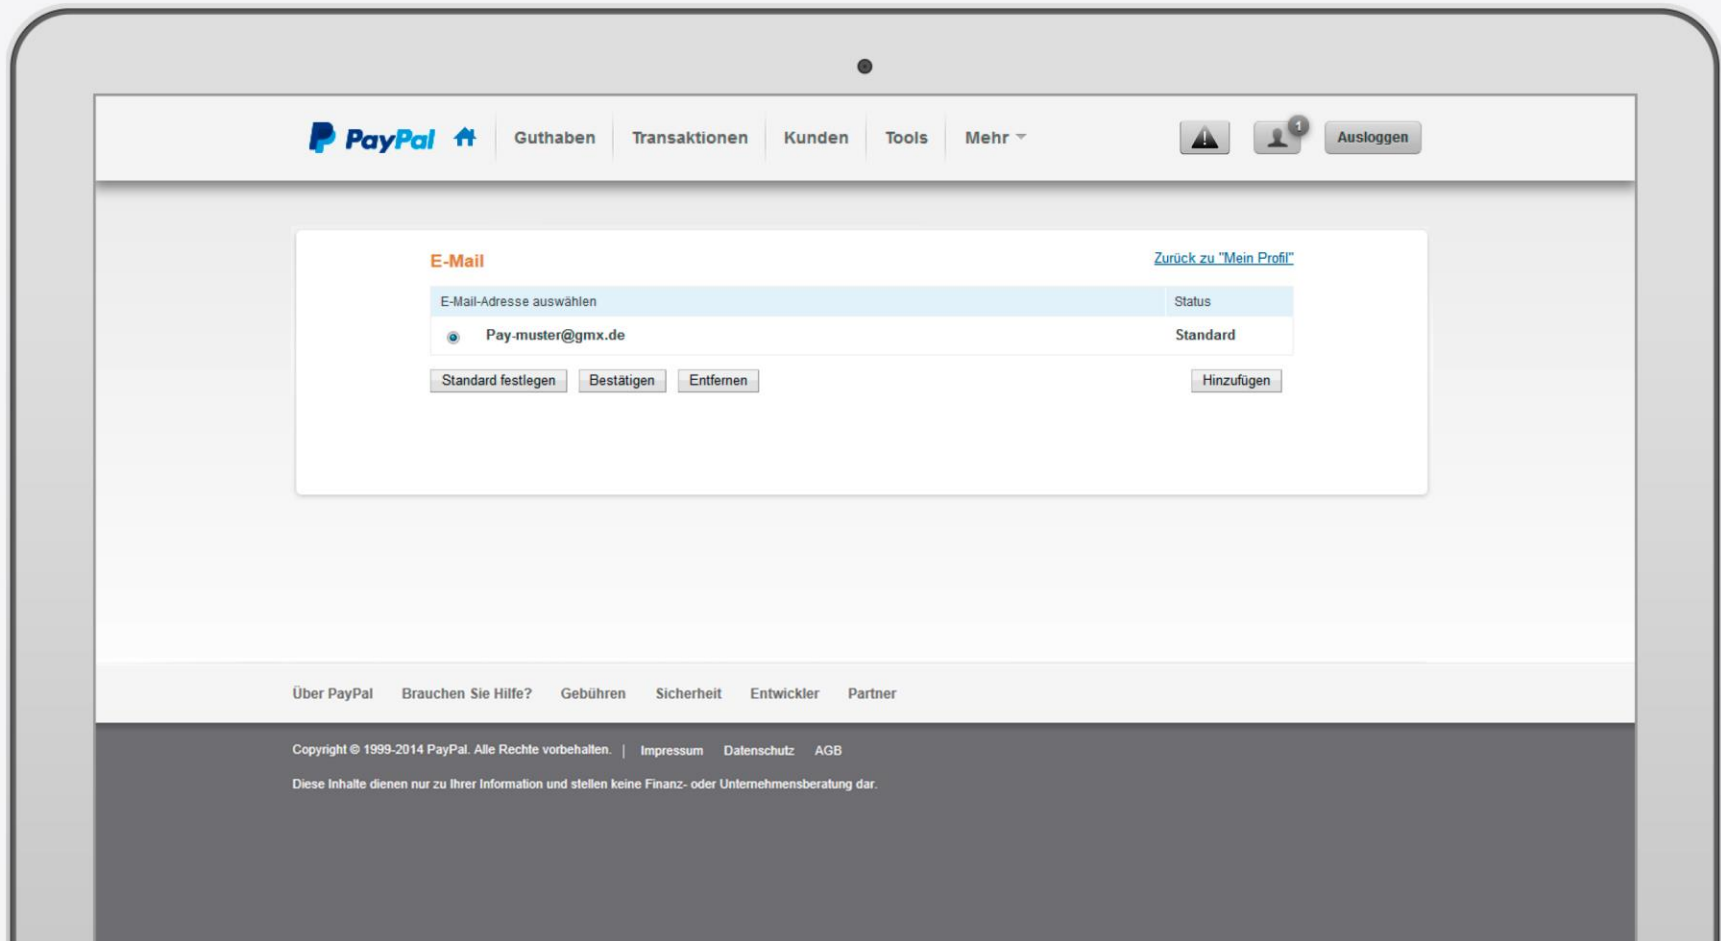 PayPal Guthaben Transaktionen Kunden Tools Mehr 1 Ausloggen
E-Mail Zurück zu "Mein Profil"
E-Mail-Adresse auswählen Status
Pay-muster@gmx.de Standard
Standard festlegen Bestätigen Entfernen Hinzufügen
Über PayPal Brauchen Sie Hilfe? Gebühren Sicherheit Entwickler Partner
Copyright © 1999-2014 PayPal. Alle Rechte vorbehalten. | Impressum Datenschutz AGB
Diese Inhalte dienen nur zu Ihrer Information und stellen keine Finanz- oder Unternehmensberatung dar.